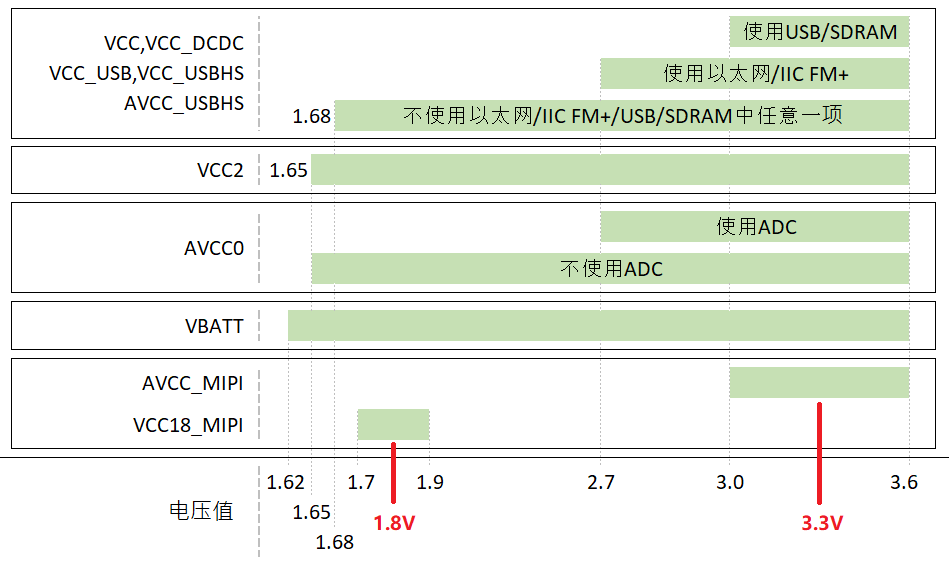 使用USB/SDRAM
VCC,VCC_DCDC
VCC_USB,VCC_USBHS
使用以太网/IIC FM+
AVCC_USBHS
1.68
不使用以太网/IIC FM+/USB/SDRAM中任意一项
VCC2
1.65
使用ADC
AVCC0
不使用ADC
VBATT
AVCC_MIPI
VCC18_MIPI
1.62
1.7
1.9
2.7
3.0
3.6
电压值
1.65
1.8V
3.3V
1.68